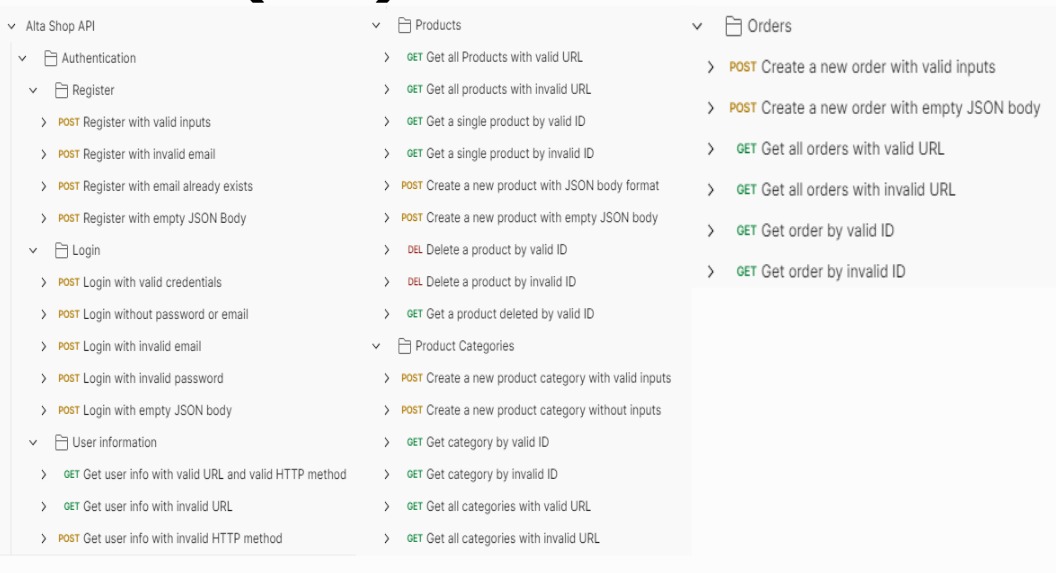 Alta Shop API
Authentication
Register
POST Register with valid inputs
POST Register with invalid email
POST Register with email already exists
POST Register with empty JSON Body
Login
POST Login with valid credentials
POST Login without password or email
POST Login with invalid email
POST Login with invalid password
POST Login with empty JSON body
User information
GET Get user info with valid URL and valid HTTP method
GET Get user info with invalid URL
POST Get user info with invalid HTTP method
Products
GET Get all Products with valid URL
GET Get all products with invalid URL
GET Get a single product by valid ID
GET Get a single product by invalid ID
POST Create a new product with JSON body format
POST Create a new product with empty JSON body
DEL Delete a product by valid ID
DEL Delete a product by invalid ID
GET Get a product deleted by valid ID
Product Categories
POST Create a new product category with valid inputs
POST Create a new product category without inputs
GET Get category by valid ID
GET Get category by invalid ID
GET Get all categories with valid URL
GET Get all categories with invalid URL
Orders
POST Create a new order with valid inputs
POST Create a new order with empty JSON body
GET Get all orders with valid URL
GET Get all orders with invalid URL
GET Get order by valid ID
GET Get order by invalid ID